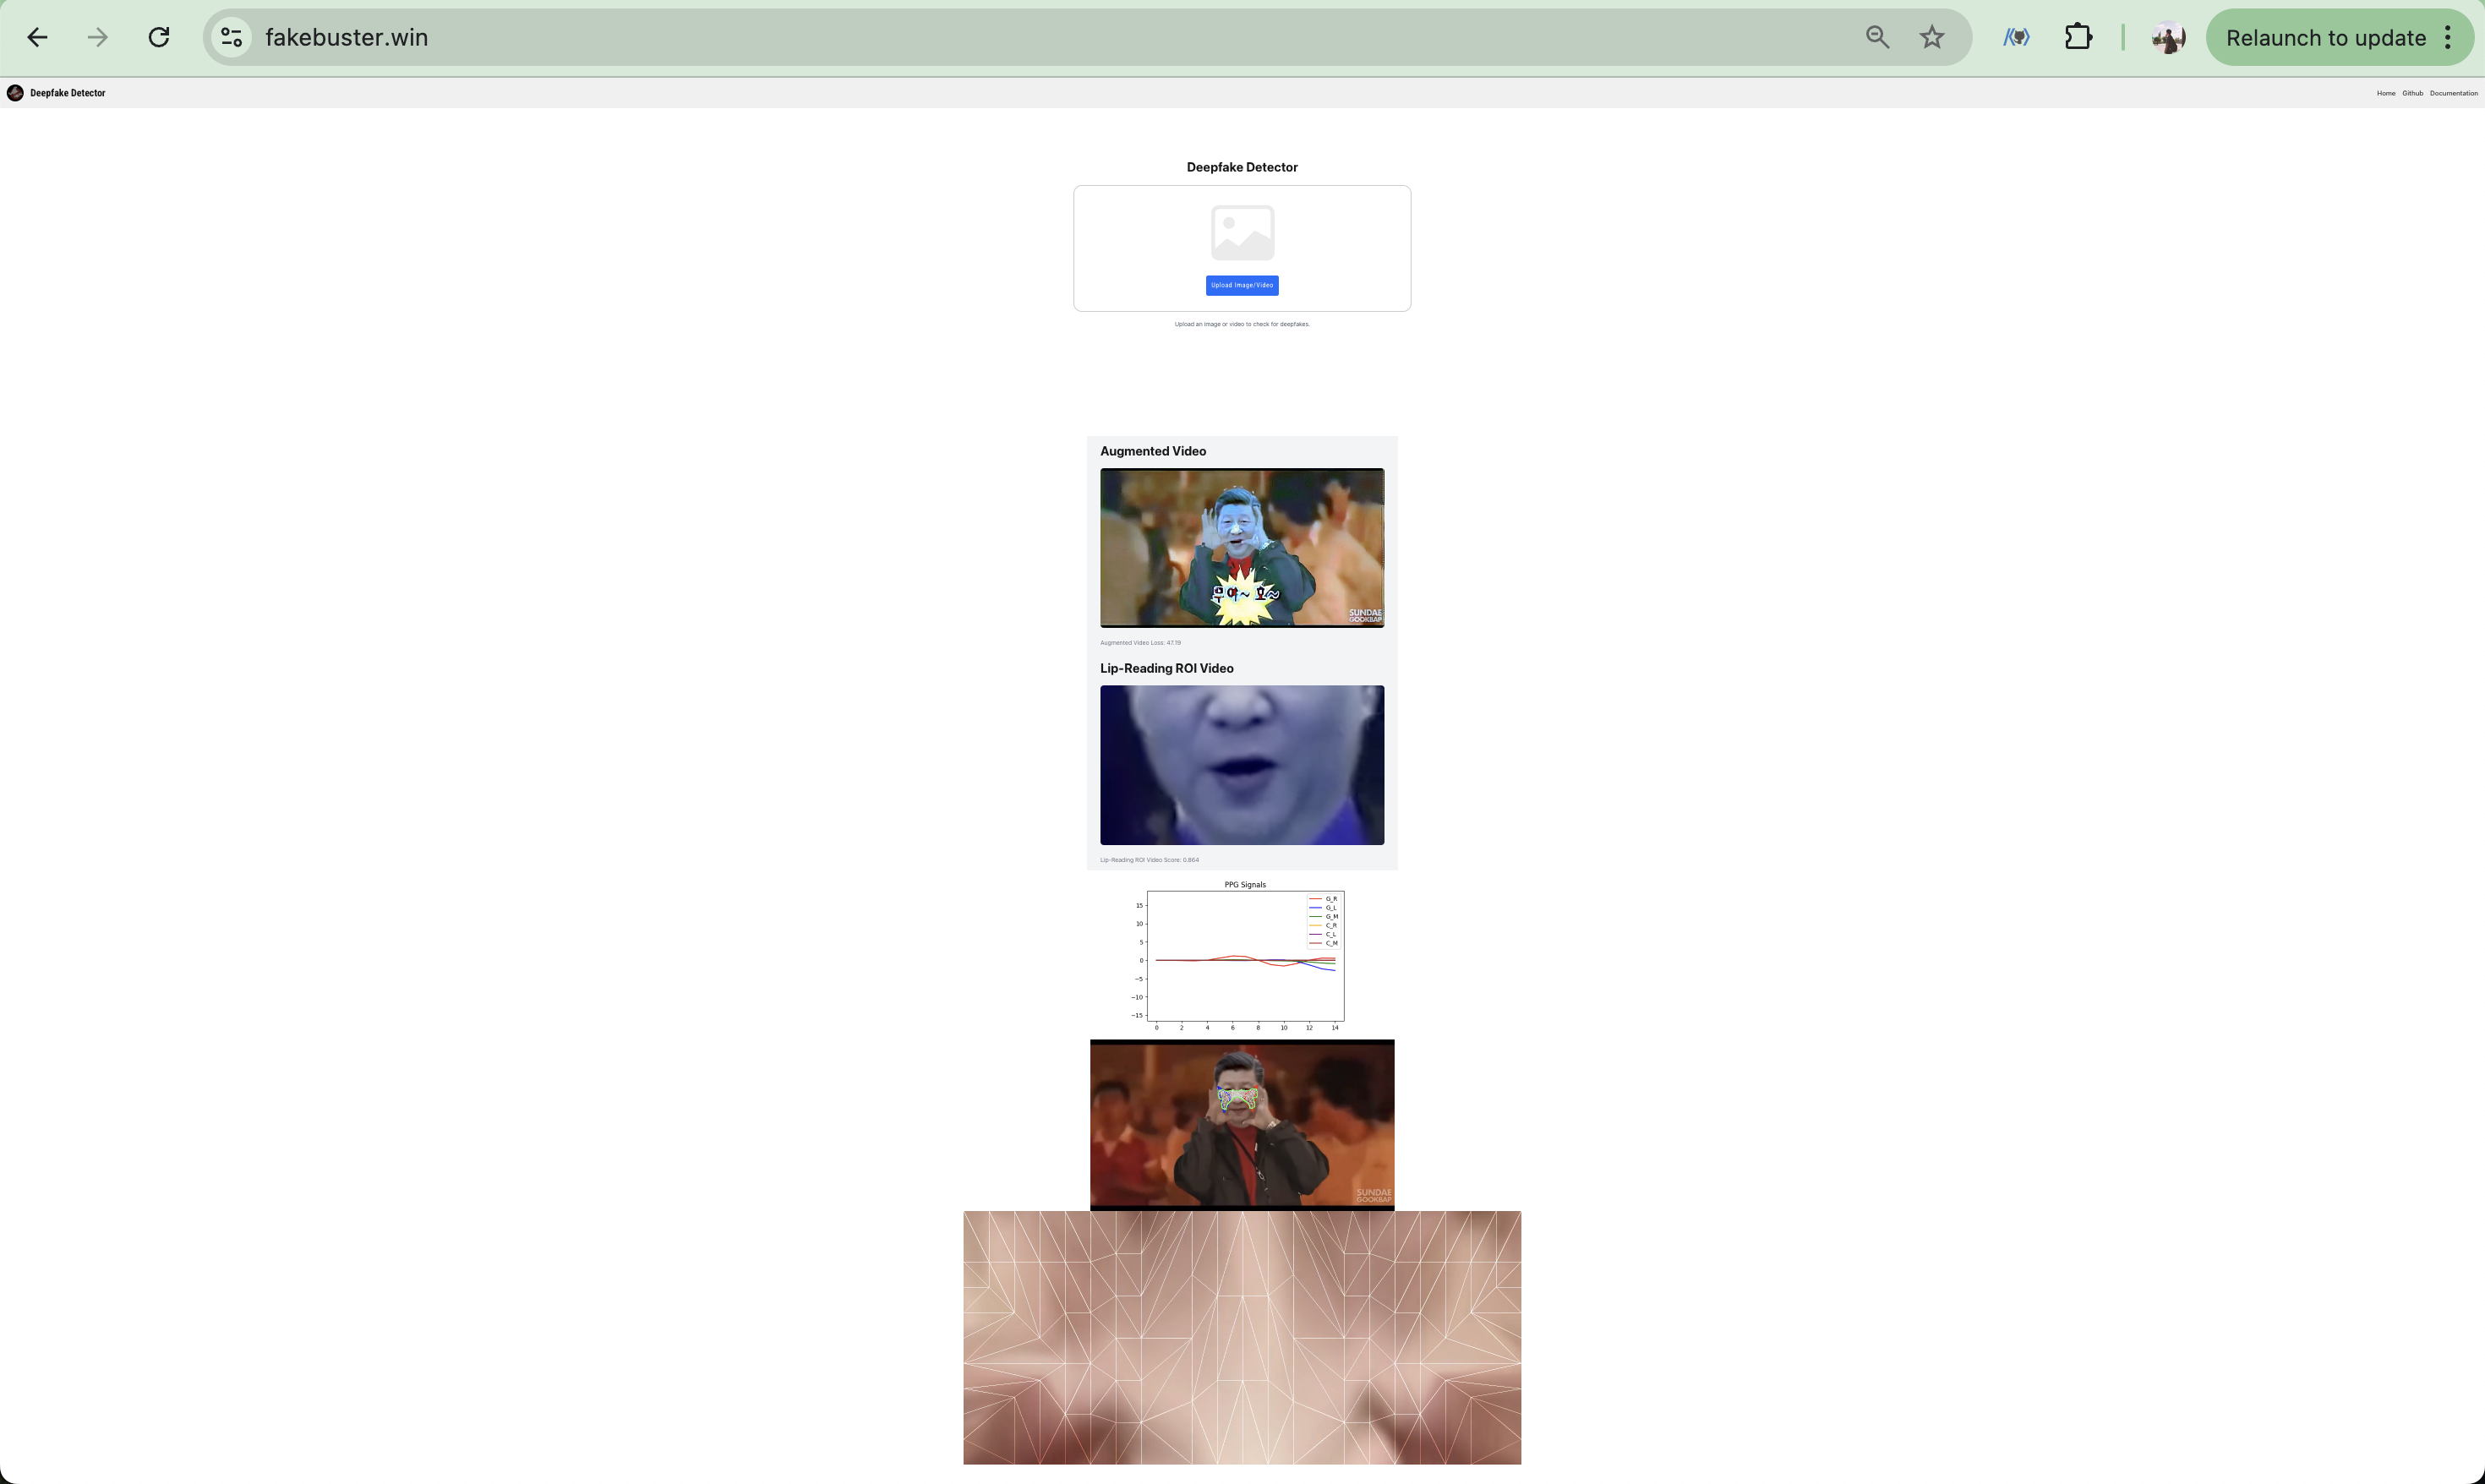 fakebuster.win
Relaunch to update
Deepfake Detector
Home Github Documentation
Deepfake Detector
Upload Image/Video
Upload an image or video to check for deepfakes.
Augmented Video
무야~ 호~
SUNDAE
GOOKBAP
Augmented Video Loss: 47.19
Lip-Reading ROI Video
Lip-Reading ROI Video Score: 0.864
PPG Signals
15
10
5
0
−5
−10
−15
0 2 4 6 8 10 12 14
G_R
G_L
G_M
C_R
C_L
C_M
SUNDAE
GOOKBAP